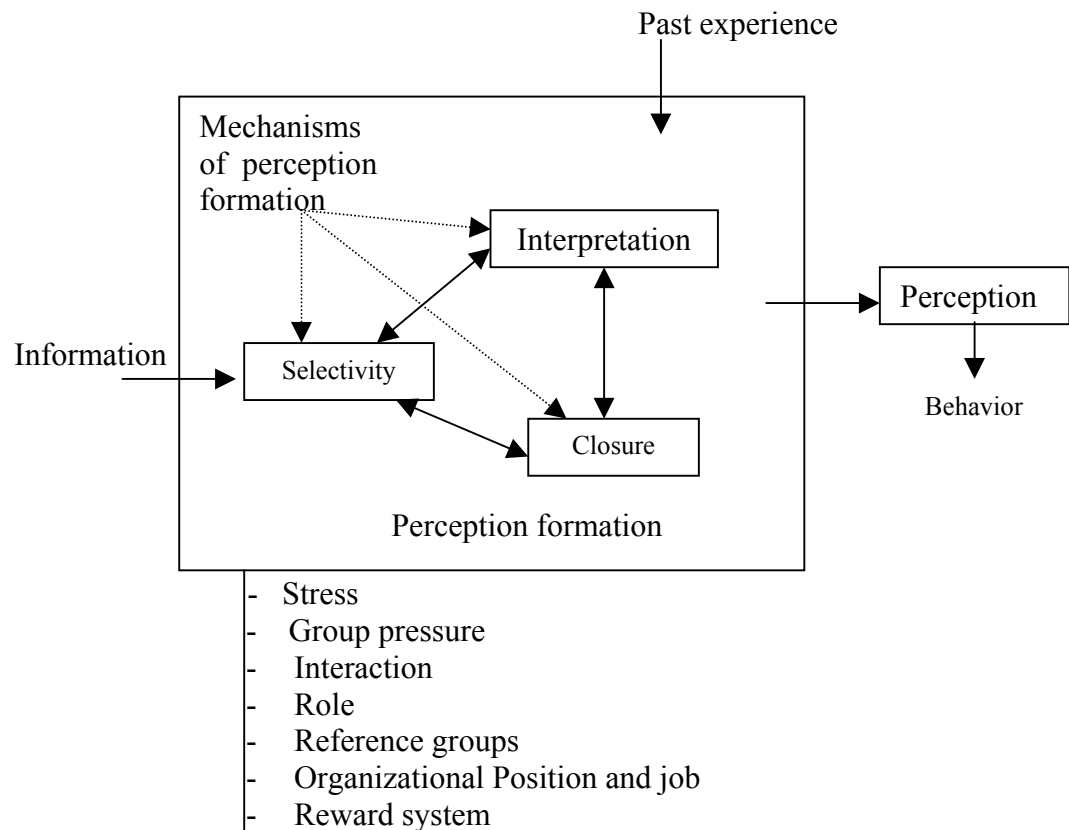 Past experience
Mechanisms
of perception
formation
Interpretation
Perception
Information
Selectivity
Behavior
Closure
Perception formation
- Stress
- Group pressure
- Interaction
- Role
- Reference groups
- Organizational Position and job
- Reward system